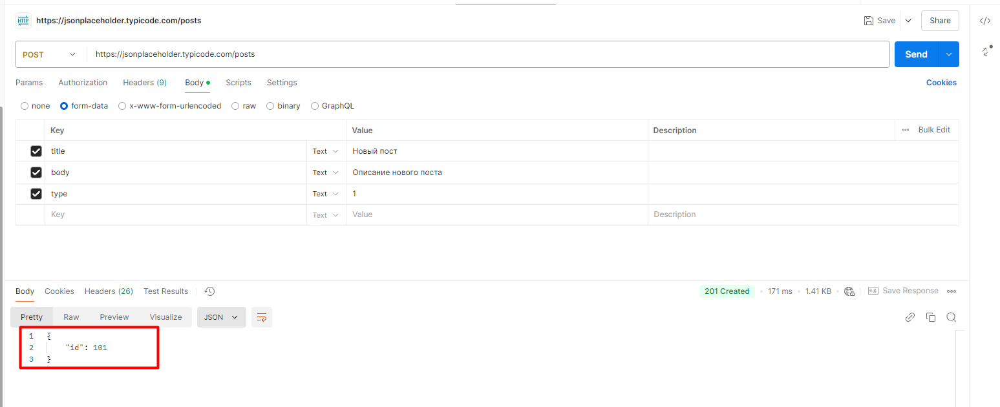 HTTP https://jsonplaceholder.typicode.com/posts Save Share
POST https://jsonplaceholder.typicode.com/posts Send
Params Authorization Headers (9) Body Scripts Settings Cookies
none form-data x-www-form-urlencoded raw binary GraphQL
Key Value Description Bulk Edit
title Text Новый пост
body Text Описание нового поста
type Text 1
Key Text Value Description
Body Cookies Headers (26) Test Results 201 Created 171 ms 1.41 KB e.g. Save Response
Pretty Raw Preview Visualize JSON
1 {
2 "id": 101
3 }